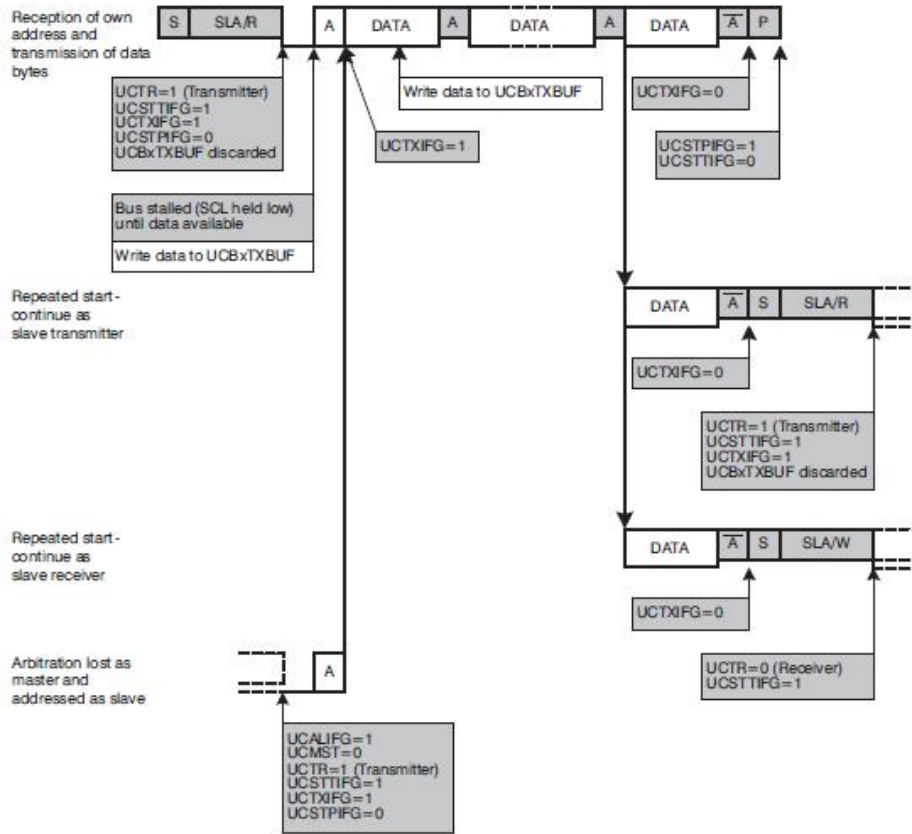 Reception of own
address and
transmission of data
bytes
S SLA/R A DATA A DATA A DATA A P
UCTR=1 (Transmitter)
UCSTTIFG=1
UCTXIFG=1
UCSTPIFG=0
UCBxTXBUF discarded
Write data to UCBxTXBUF
UCTXIFG=1
UCTXIFG=0
UCSTPIFG=1
UCSTTIFG=0
Bus stalled (SCL held low)
until data available
Write data to UCBxTXBUF
Repeated start-
continue as
slave transmitter
DATA A S SLA/R
UCTXIFG=0
UCTR=1 (Transmitter)
UCSTTIFG=1
UCTXIFG=1
UCBxTXBUF discarded
Repeated start-
continue as
slave receiver
DATA A S SLA/W
UCTXIFG=0
UCTR=0 (Receiver)
UCSTTIFG=1
Arbitration lost as
master and
addressed as slave
A
UCALIFG=1
UCMST=0
UCTR=1 (Transmitter)
UCSTTIFG=1
UCTXIFG=1
UCSTPIFG=0